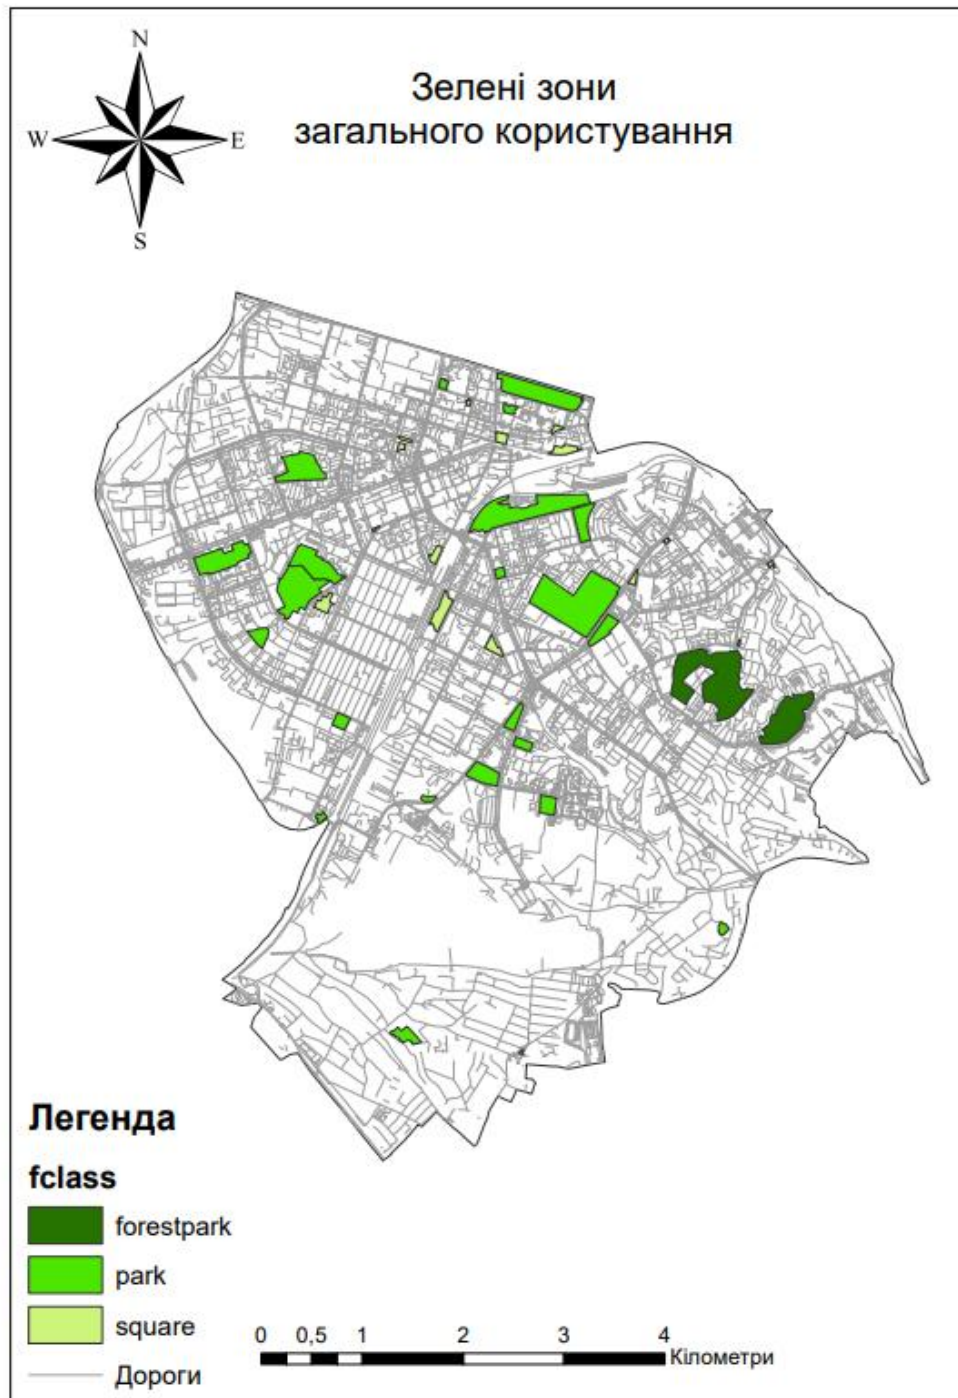 N
W E
S
Зелені зони
загального користування
Легенда
fclass
forestpark
park
square
Дороги
0 0,5 1 2 3 4
Кілометри